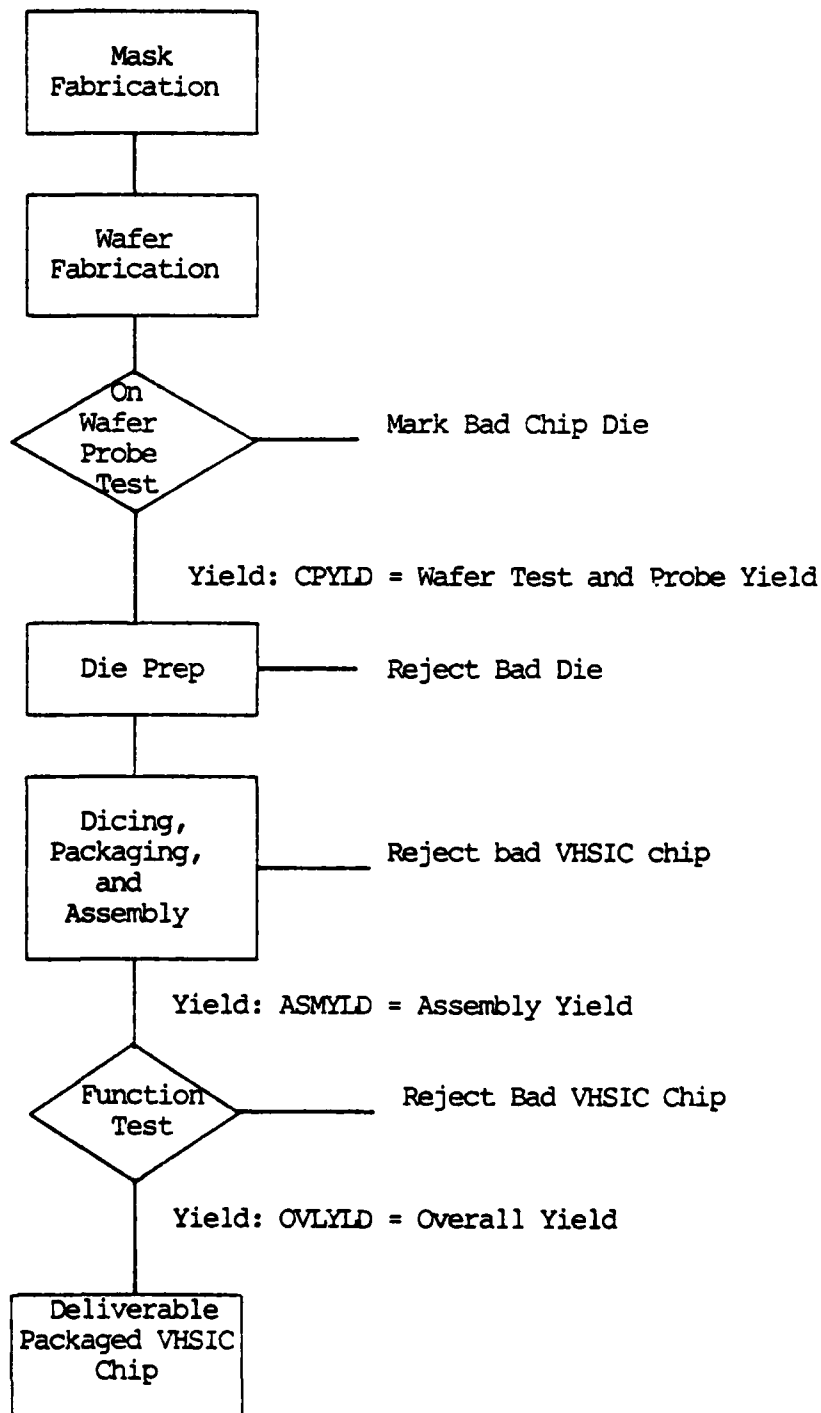 Mask
Fabrication
Wafer
Fabrication
On
Wafer
Probe
Test
Mark Bad Chip Die
Yield: CPYLD = Wafer Test and Probe Yield
Die Prep
Reject Bad Die
Dicing,
Packaging,
and
Assembly
Reject bad VHSIC chip
Yield: ASMYLD = Assembly Yield
Function
Test
Reject Bad VHSIC Chip
Yield: OVLYLD = Overall Yield
Deliverable
Packaged VHSIC
Chip